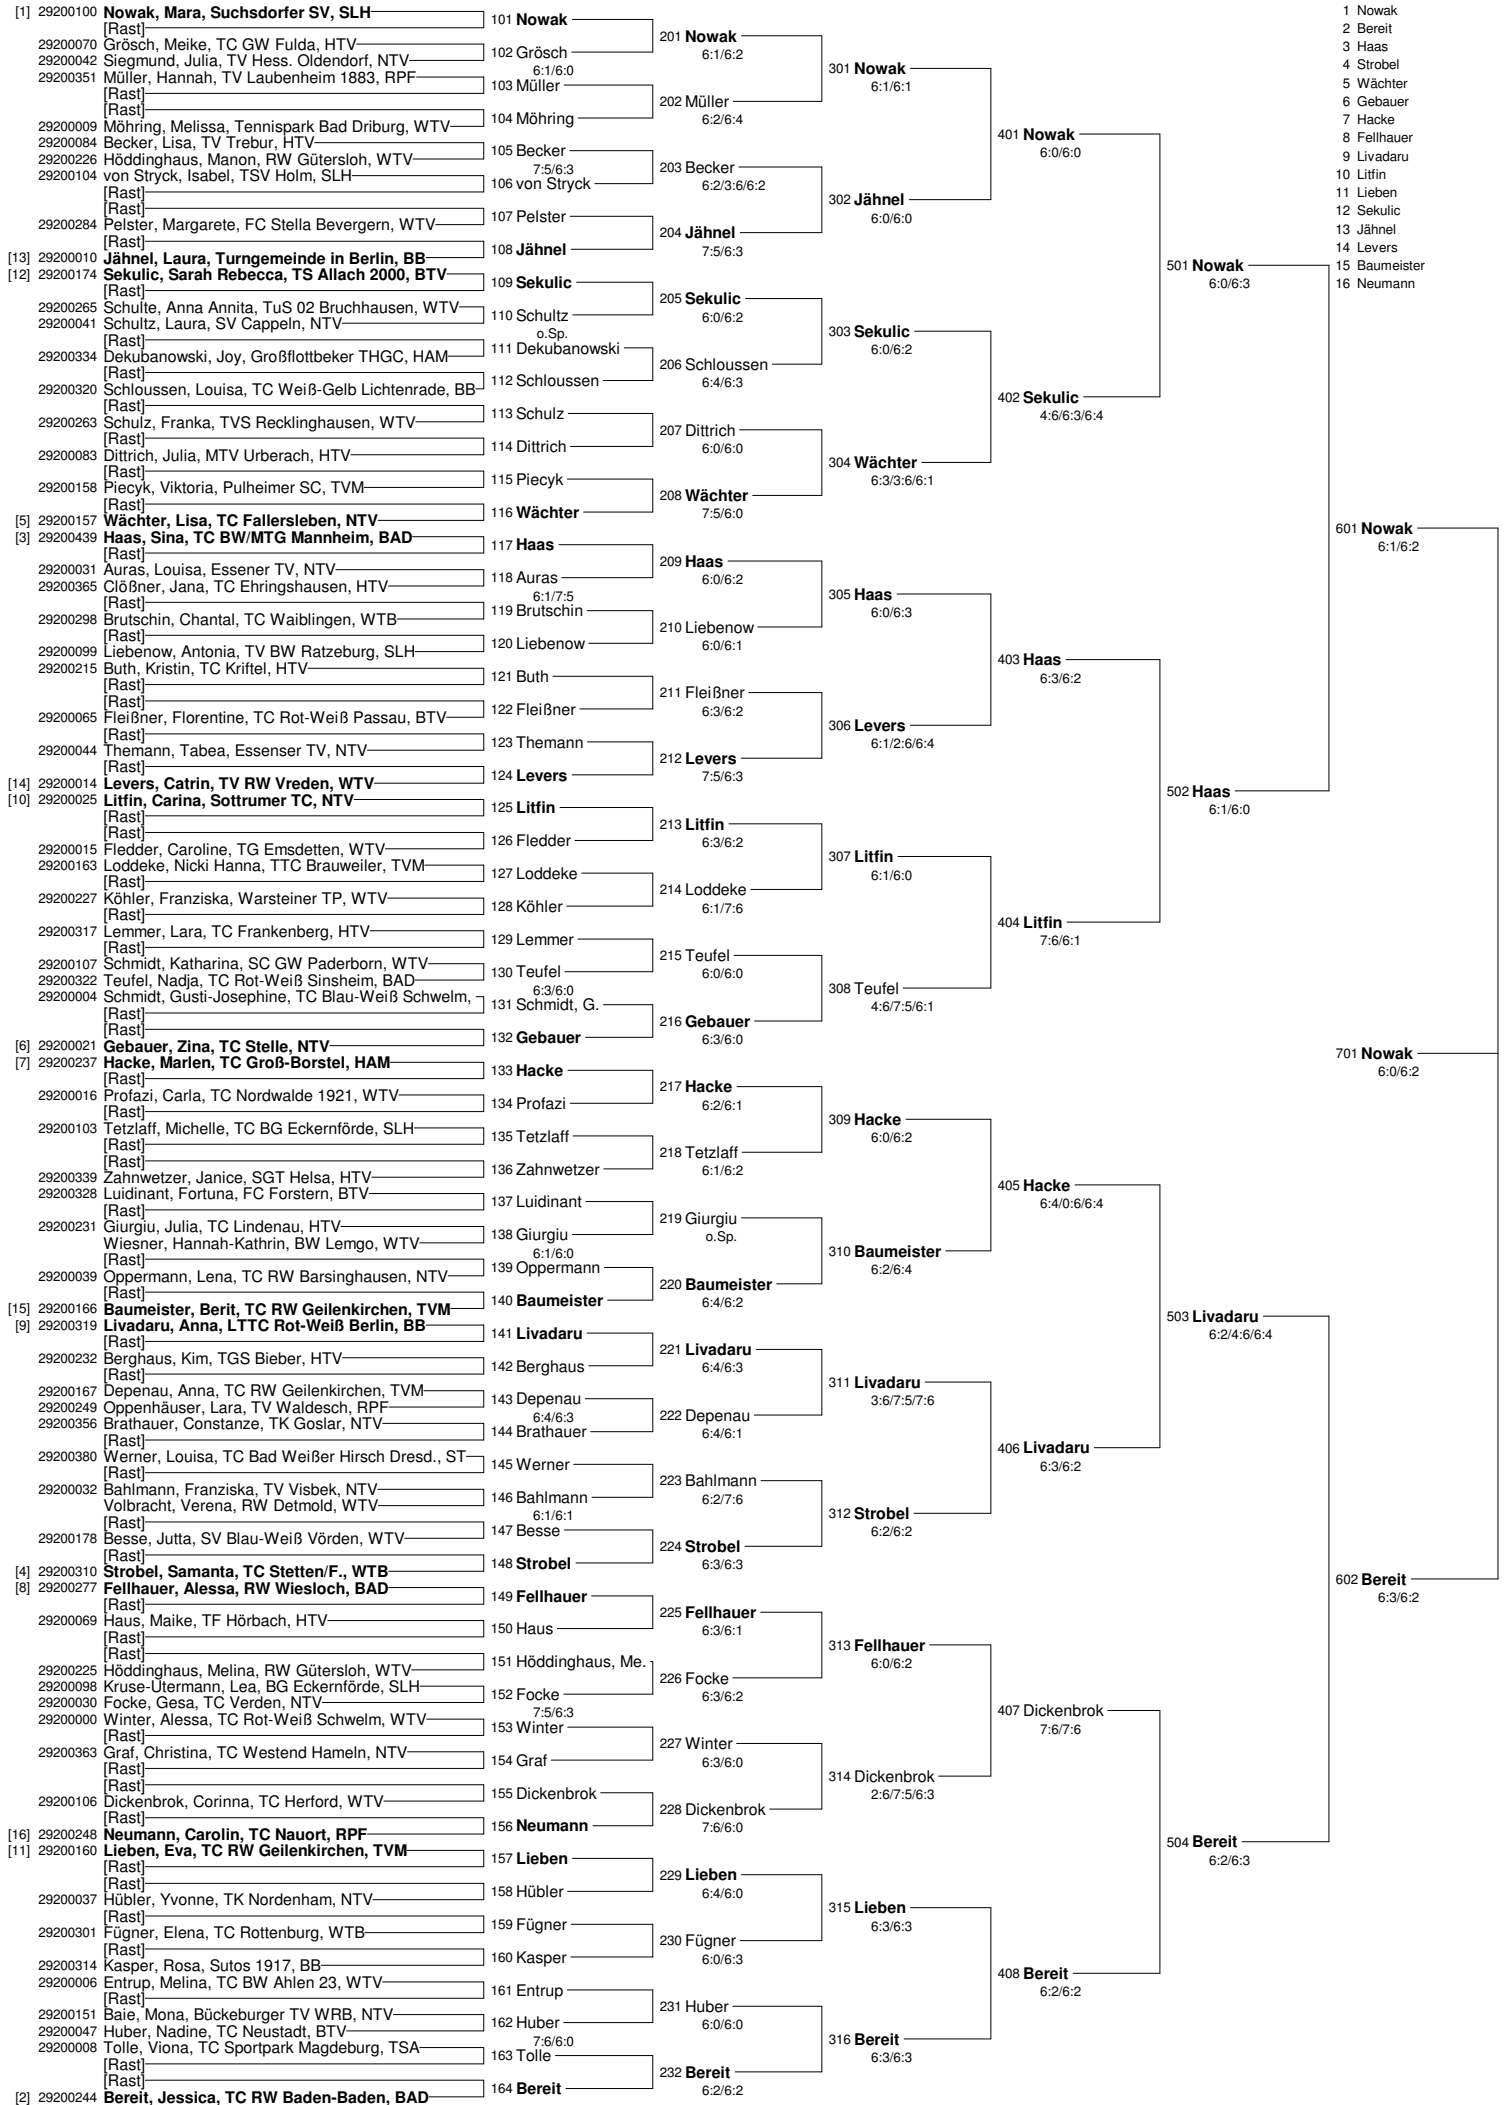 [1] 29200100 Nowak, Mara, Suchsdorfer SV, SLH
[Rast]
29200070 Grösch, Meike, TC GW Fulda, HTV
29200042 Siegmund, Julia, TV Hess. Oldendorf, NTV
29200351 Müller, Hannah, TV Laubenheim 1883, RPF
[Rast]
[Rast]
29200009 Möhring, Melissa, Tennispark Bad Driburg, WTV
29200084 Becker, Lisa, TV Trebur, HTV
29200226 Höddinghaus, Manon, RW Gütersloh, WTV
29200104 von Stryck, Isabel, TSV Holm, SLH
[Rast]
[Rast]
29200284 Pelster, Margarete, FC Stella Bevergern, WTV
[Rast]
[13] 29200010 Jähnel, Laura, Turngemeinde in Berlin, BB
[12] 29200174 Sekulic, Sarah Rebecca, TS Allach 2000, BTV
[Rast]
29200265 Schulte, Anna Annita, TuS 02 Bruchhausen, WTV
29200041 Schultz, Laura, SV Cappeln, NTV
[Rast]
29200334 Dekubanowski, Joy, Großflottbeker THGC, HAM
[Rast]
29200320 Schloussen, Louisa, TC Weiß-Gelb Lichtenrade, BB
[Rast]
29200263 Schulz, Franka, TVS Recklinghausen, WTV
[Rast]
29200083 Dittrich, Julia, MTV Urberach, HTV
[Rast]
29200158 Piecyk, Viktoria, Pulheimer SC, TVM
[Rast]
[5] 29200157 Wächter, Lisa, TC Fallersleben, NTV
[3] 29200439 Haas, Sina, TC BW/MTG Mannheim, BAD
[Rast]
29200031 Auras, Louisa, Essener TV, NTV
29200365 Clößner, Jana, TC Ehringshausen, HTV
[Rast]
29200298 Brutschin, Chantal, TC Waiblingen, WTB
[Rast]
29200099 Liebenow, Antonia, TV BW Ratzeburg, SLH
29200215 Buth, Kristin, TC Kriftel, HTV
[Rast]
[Rast]
29200065 Fleißner, Florentine, TC Rot-Weiß Passau, BTV
[Rast]
29200044 Themann, Tabea, Essenser TV, NTV
[Rast]
[14] 29200014 Levers, Catrin, TV RW Vreden, WTV
[10] 29200025 Litfin, Carina, Sottrumer TC, NTV
[Rast]
[Rast]
29200015 Fledder, Caroline, TG Emsdetten, WTV
29200163 Loddeke, Nicki Hanna, TTC Brauweiler, TVM
[Rast]
29200227 Köhler, Franziska, Warsteiner TP, WTV
[Rast]
29200317 Lemmer, Lara, TC Frankenberg, HTV
[Rast]
29200107 Schmidt, Katharina, SC GW Paderborn, WTV
29200322 Teufel, Nadja, TC Rot-Weiß Sinsheim, BAD
29200004 Schmidt, Gusti-Josephine, TC Blau-Weiß Schwelm,
[Rast]
[Rast]
[6] 29200021 Gebauer, Zina, TC Stelle, NTV
[7] 29200237 Hacke, Marlen, TC Groß-Borstel, HAM
[Rast]
29200016 Profazi, Carla, TC Nordwalde 1921, WTV
[Rast]
29200103 Tetzlaff, Michelle, TC BG Eckernförde, SLH
[Rast]
[Rast]
29200339 Zahnwetzer, Janice, SGT Helsa, HTV
29200328 Luidinant, Fortuna, FC Forstern, BTV
[Rast]
29200231 Giurgiu, Julia, TC Lindenau, HTV
Wiesner, Hannah-Kathrin, BW Lemgo, WTV
[Rast]
29200039 Oppermann, Lena, TC RW Barsinghausen, NTV
[Rast]
[15] 29200166 Baumeister, Berit, TC RW Geilenkirchen, TVM
[9] 29200319 Livadaru, Anna, LTTC Rot-Weiß Berlin, BB
[Rast]
29200232 Berghaus, Kim, TGS Bieber, HTV
[Rast]
29200167 Depenau, Anna, TC RW Geilenkirchen, TVM
29200249 Oppenhäuser, Lara, TV Waldesch, RPF
29200356 Brathauer, Constanze, TK Goslar, NTV
[Rast]
29200380 Werner, Louisa, TC Bad Weißer Hirsch Dresd., ST
[Rast]
29200032 Bahlmann, Franziska, TV Visbek, NTV
Volbracht, Verena, RW Detmold, WTV
[Rast]
29200178 Besse, Jutta, SV Blau-Weiß Vörden, WTV
[Rast]
[4] 29200310 Strobel, Samanta, TC Stetten/F., WTB
[8] 29200277 Fellhauer, Alessa, RW Wiesloch, BAD
[Rast]
29200069 Haus, Maike, TF Hörbach, HTV
[Rast]
[Rast]
29200225 Höddinghaus, Melina, RW Gütersloh, WTV
29200098 Kruse-Utermann, Lea, BG Eckernförde, SLH
29200030 Focke, Gesa, TC Verden, NTV
29200000 Winter, Alessa, TC Rot-Weiß Schwelm, WTV
[Rast]
29200363 Graf, Christina, TC Westend Hameln, NTV
[Rast]
[Rast]
29200106 Dickenbrok, Corinna, TC Herford, WTV
[Rast]
[16] 29200248 Neumann, Carolin, TC Nauort, RPF
[11] 29200160 Lieben, Eva, TC RW Geilenkirchen, TVM
[Rast]
[Rast]
29200037 Hübler, Yvonne, TK Nordenham, NTV
[Rast]
29200301 Fügner, Elena, TC Rottenburg, WTB
[Rast]
29200314 Kasper, Rosa, Sutos 1917, BB
29200006 Entrup, Melina, TC BW Ahlen 23, WTV
[Rast]
29200151 Baie, Mona, Bückeburger TV WRB, NTV
29200047 Huber, Nadine, TC Neustadt, BTV
29200008 Tolle, Viona, TC Sportpark Magdeburg, TSA
[Rast]
[Rast]
[2] 29200244 Bereit, Jessica, TC RW Baden-Baden, BAD
101 Nowak
102 Grösch
6:1/6:0
103 Müller
104 Möhring
105 Becker
7:5/6:3
106 von Stryck
107 Pelster
108 Jähnel
109 Sekulic
110 Schultz
o.Sp.
111 Dekubanowski
112 Schloussen
113 Schulz
114 Dittrich
115 Piecyk
116 Wächter
117 Haas
118 Auras
6:1/7:5
119 Brutschin
120 Liebenow
121 Buth
122 Fleißner
123 Themann
124 Levers
125 Litfin
126 Fledder
127 Loddeke
128 Köhler
129 Lemmer
130 Teufel
6:3/6:0
131 Schmidt, G.
132 Gebauer
133 Hacke
134 Profazi
135 Tetzlaff
136 Zahnwetzer
137 Luidinant
138 Giurgiu
6:1/6:0
139 Oppermann
140 Baumeister
141 Livadaru
142 Berghaus
143 Depenau
6:4/6:3
144 Brathauer
145 Werner
146 Bahlmann
6:1/6:1
147 Besse
148 Strobel
149 Fellhauer
150 Haus
151 Höddinghaus, Me.
152 Focke
7:5/6:3
153 Winter
154 Graf
155 Dickenbrok
156 Neumann
157 Lieben
158 Hübler
159 Fügner
160 Kasper
161 Entrup
162 Huber
7:6/6:0
163 Tolle
164 Bereit
201 Nowak
6:1/6:2
202 Müller
6:2/6:4
203 Becker
6:2/3:6/6:2
204 Jähnel
7:5/6:3
205 Sekulic
6:0/6:2
206 Schloussen
6:4/6:3
207 Dittrich
6:0/6:0
208 Wächter
7:5/6:0
209 Haas
6:0/6:2
210 Liebenow
6:0/6:1
211 Fleißner
6:3/6:2
212 Levers
7:5/6:3
213 Litfin
6:3/6:2
214 Loddeke
6:1/7:6
215 Teufel
6:0/6:0
216 Gebauer
6:3/6:0
217 Hacke
6:2/6:1
218 Tetzlaff
6:1/6:2
219 Giurgiu
o.Sp.
220 Baumeister
6:4/6:2
221 Livadaru
6:4/6:3
222 Depenau
6:4/6:1
223 Bahlmann
6:2/7:6
224 Strobel
6:3/6:3
225 Fellhauer
6:3/6:1
226 Focke
6:3/6:2
227 Winter
6:3/6:0
228 Dickenbrok
7:6/6:0
229 Lieben
6:4/6:0
230 Fügner
6:0/6:3
231 Huber
6:0/6:0
232 Bereit
6:2/6:2
301 Nowak
6:1/6:1
302 Jähnel
6:0/6:0
303 Sekulic
6:0/6:2
304 Wächter
6:3/3:6/6:1
305 Haas
6:0/6:3
306 Levers
6:1/2:6/6:4
307 Litfin
6:1/6:0
308 Teufel
4:6/7:5/6:1
309 Hacke
6:0/6:2
310 Baumeister
6:2/6:4
311 Livadaru
3:6/7:5/7:6
312 Strobel
6:2/6:2
313 Fellhauer
6:0/6:2
314 Dickenbrok
2:6/7:5/6:3
315 Lieben
6:3/6:3
316 Bereit
6:3/6:3
401 Nowak
6:0/6:0
402 Sekulic
4:6/6:3/6:4
403 Haas
6:3/6:2
404 Litfin
7:6/6:1
405 Hacke
6:4/0:6/6:4
406 Livadaru
6:3/6:2
407 Dickenbrok
7:6/7:6
408 Bereit
6:2/6:2
501 Nowak
6:0/6:3
502 Haas
6:1/6:0
503 Livadaru
6:2/4:6/6:4
504 Bereit
6:2/6:3
601 Nowak
6:1/6:2
602 Bereit
6:3/6:2
701 Nowak
6:0/6:2
1 Nowak
2 Bereit
3 Haas
4 Strobel
5 Wächter
6 Gebauer
7 Hacke
8 Fellhauer
9 Livadaru
10 Litfin
11 Lieben
12 Sekulic
13 Jähnel
14 Levers
15 Baumeister
16 Neumann